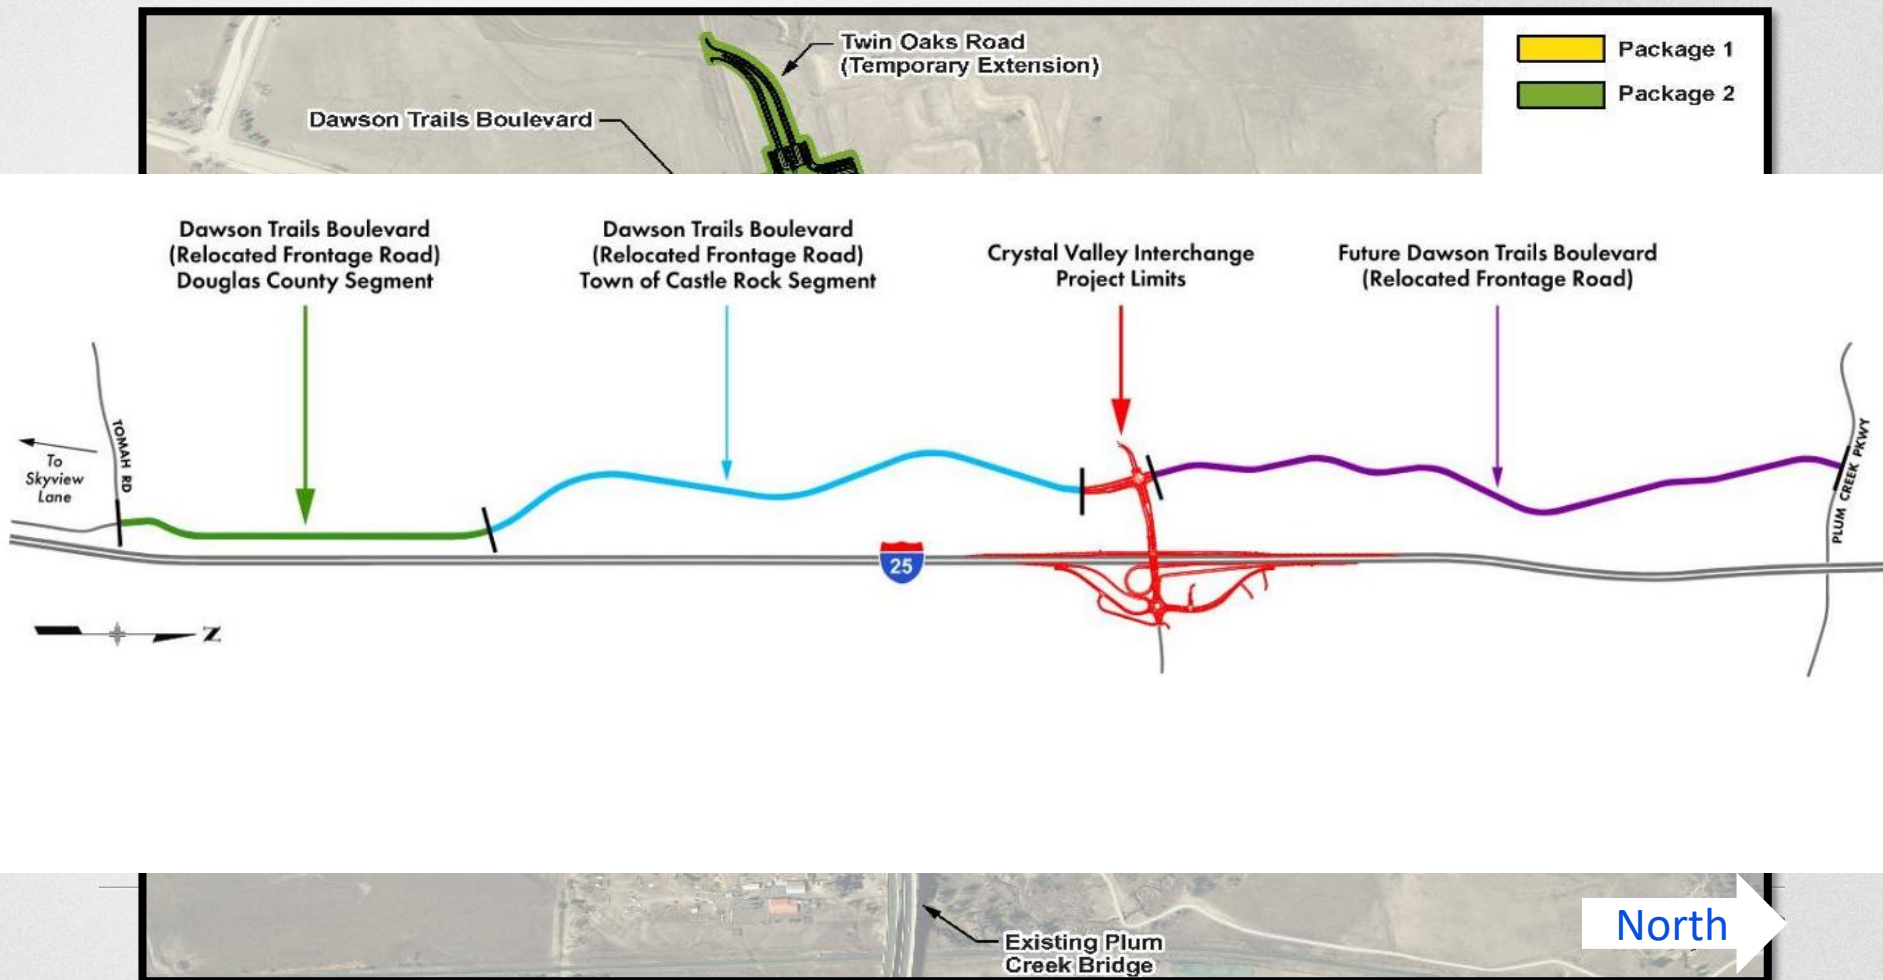 Twin Oaks Road
(Temporary Extension)
Dawson Trails Boulevard
Package 1
Package 2
Dawson Trails Boulevard
(Relocated Frontage Road)
Douglas County Segment
Dawson Trails Boulevard
(Relocated Frontage Road)
Town of Castle Rock Segment
Crystal Valley Interchange
Project Limits
Future Dawson Trails Boulevard
(Relocated Frontage Road)
TOMAH RD
To
Skyview
Lane
PLUM CREEK PKWY
25
Z
North
Existing Plum
Creek Bridge